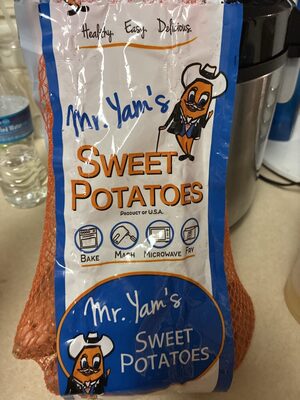 Healthy. Easy. Delicious.
Mr. Yam's
SWEET
POTATOES
PRODUCT OF U.S.A.
BAKE MASH MICROWAVE FRY
Mr. Yam's
SWEET
POTATOES